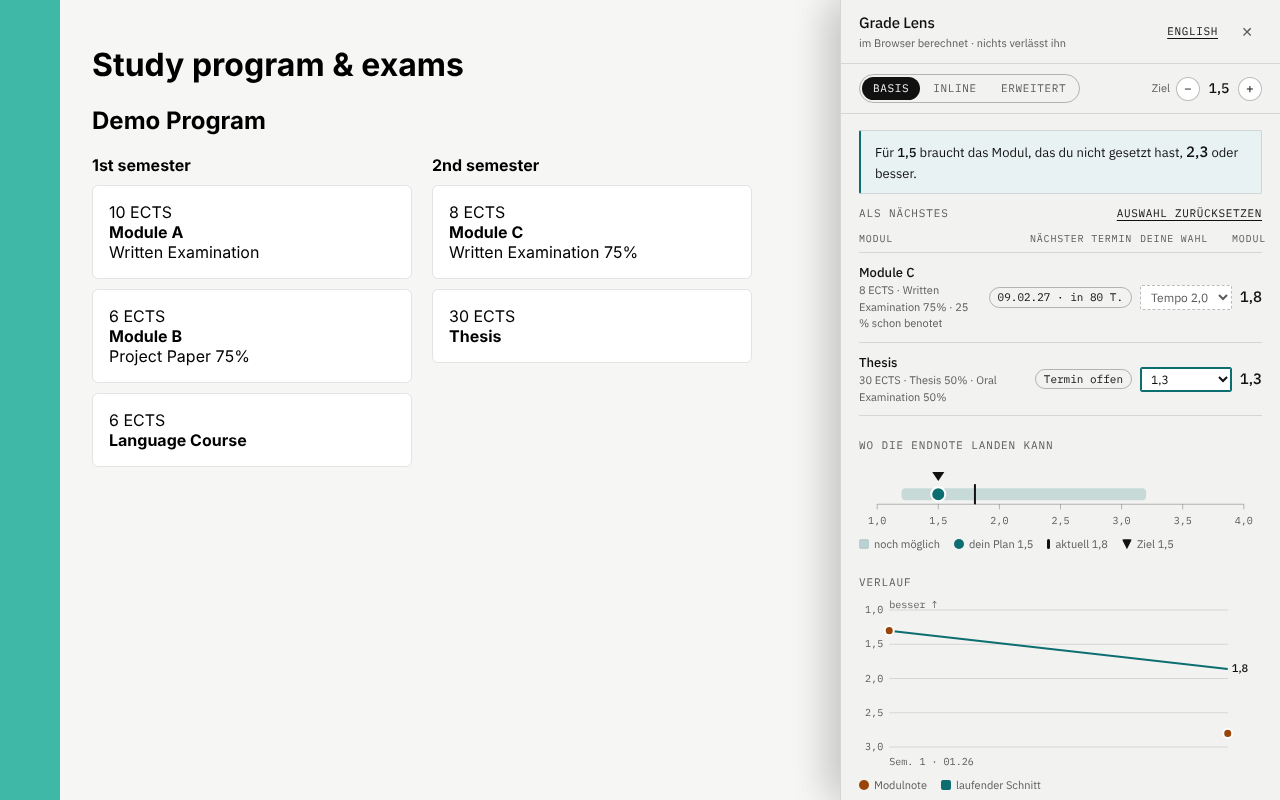 Study program & exams
Demo Program
1st semester
10 ECTS
Module A
Written Examination
6 ECTS
Module B
Project Paper 75%
6 ECTS
Language Course
2nd semester
8 ECTS
Module C
Written Examination 75%
30 ECTS
Thesis
Grade Lens
im Browser berechnet · nichts verlässt ihn
ENGLISH ✕
BASIS INLINE ERWEITERT
Ziel − 1,5 +
Für 1,5 braucht das Modul, das du nicht gesetzt hast, 2,3 oder
besser.
ALS NÄCHSTES AUSWAHL ZURÜCKSETZEN
MODUL NÄCHSTER TERMIN DEINE WAHL MODUL
Module C
8 ECTS · Written
Examination 75% · 25
% schon benotet
09.02.27 · in 80 T. Tempo 2,0 1,8
Thesis
30 ECTS · Thesis 50% · Oral
Examination 50%
Termin offen 1,3 1,3
WO DIE ENDNOTE LANDEN KANN
1,0 1,5 2,0 2,5 3,0 3,5 4,0
noch möglich dein Plan 1,5 aktuell 1,8 Ziel 1,5
VERLAUF
besser ↑
1,0
1,5
1,8
2,0
2,5
3,0
Sem. 1 · 01.26
Modulnote laufender Schnitt